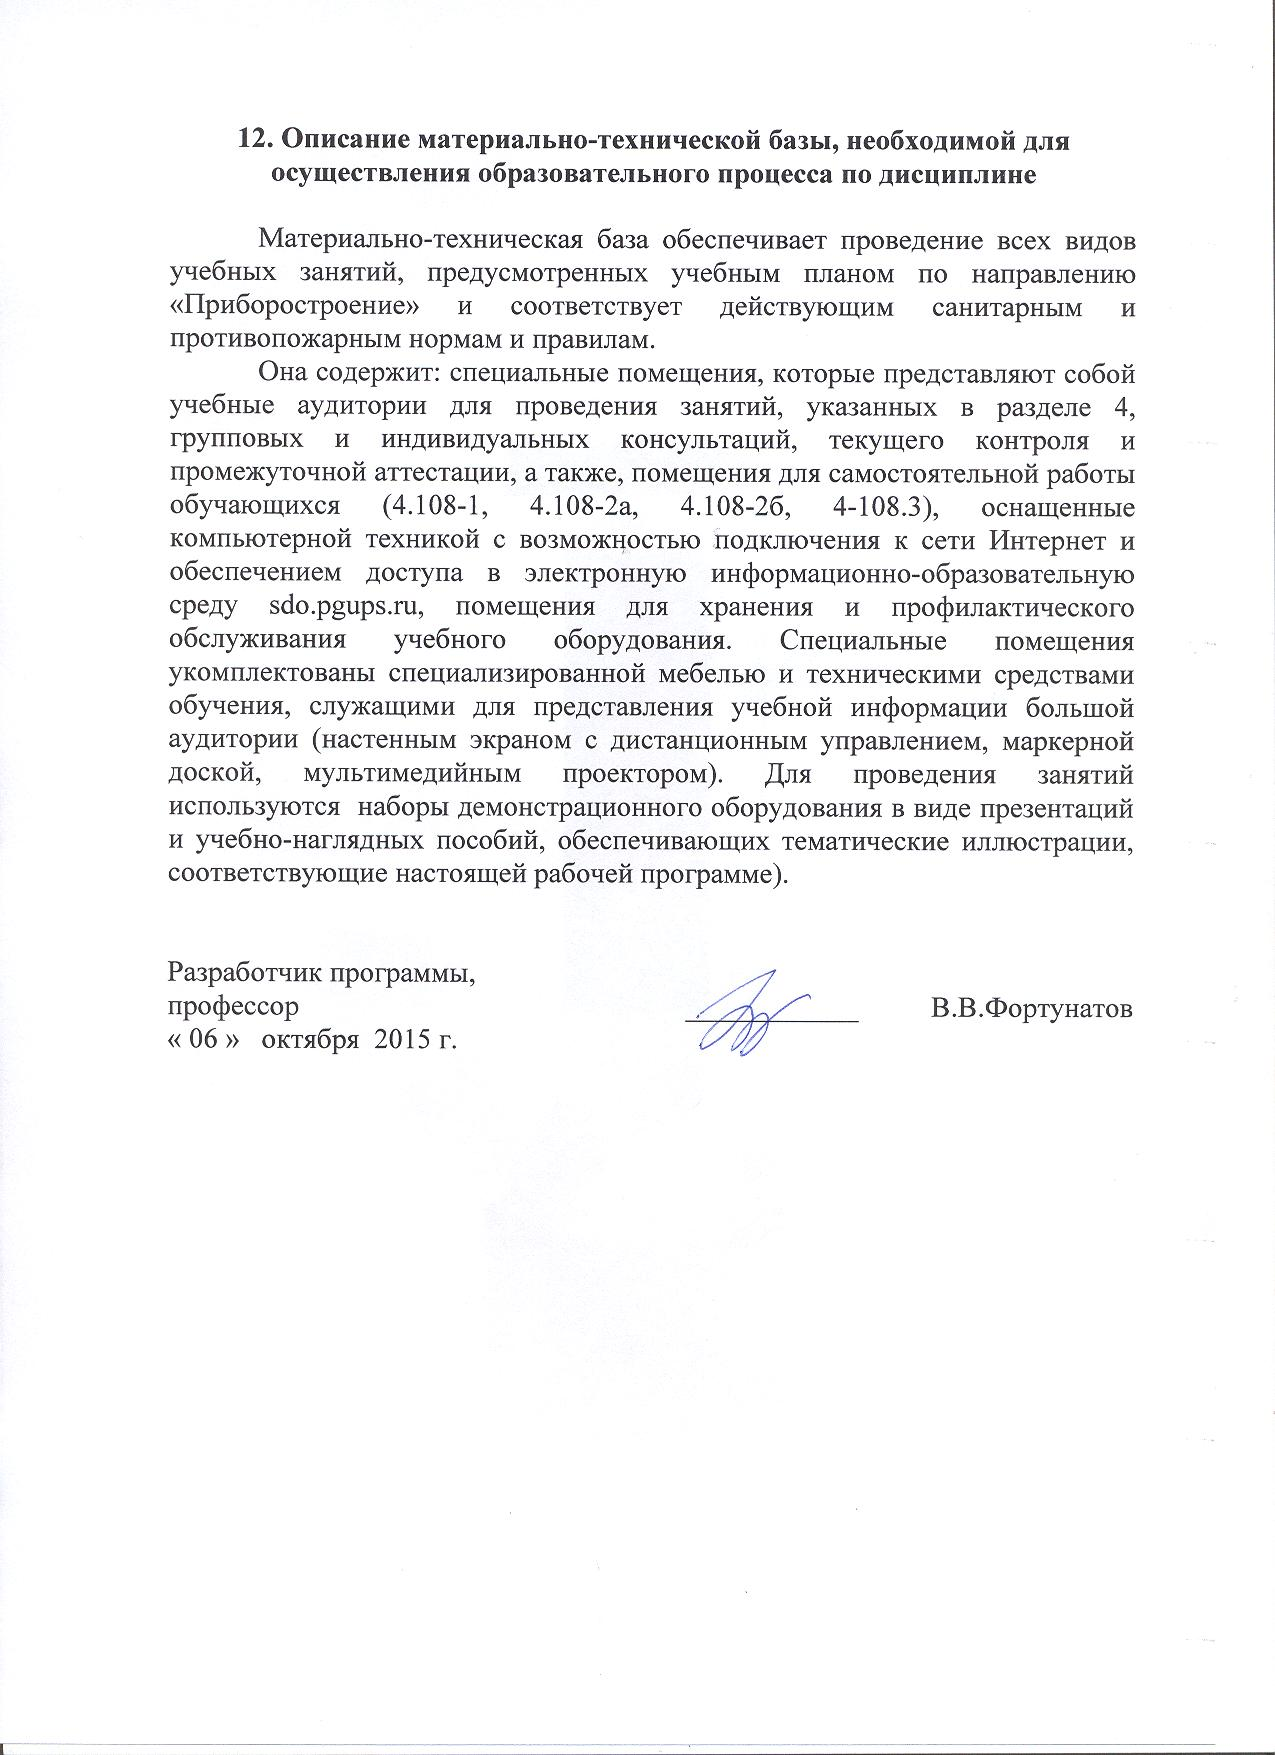 12. Описание материально-технической базы, необходимой для
осуществления образовательного процесса по дисциплине
Материально-техническая база обеспечивает проведение всех видов
учебных занятий, предусмотренных учебным планом по направлению
«Приборостроение» и соответствует действующим санитарным и
противопожарным нормам и правилам.
Она содержит: специальные помещения, которые представляют собой
учебные аудитории для проведения занятий, указанных в разделе 4,
групповых и индивидуальных консультаций, текущего контроля и
промежуточной аттестации, а также, помещения для самостоятельной работы
обучающихся (4.108-1, 4.108-2а, 4.108-2б, 4-108.3), оснащенные
компьютерной техникой с возможностью подключения к сети Интернет и
обеспечением доступа в электронную информационно-образовательную
среду sdo.pgups.ru, помещения для хранения и профилактического
обслуживания учебного оборудования. Специальные помещения
укомплектованы специализированной мебелью и техническими средствами
обучения, служащими для представления учебной информации большой
аудитории (настенным экраном с дистанционным управлением, маркерной
доской, мультимедийным проектором). Для проведения занятий
используются наборы демонстрационного оборудования в виде презентаций
и учебно-наглядных пособий, обеспечивающих тематические иллюстрации,
соответствующие настоящей рабочей программе).
Разработчик программы,
профессор ____________ В.В.Фортунатов
« 06 » октября 2015 г.